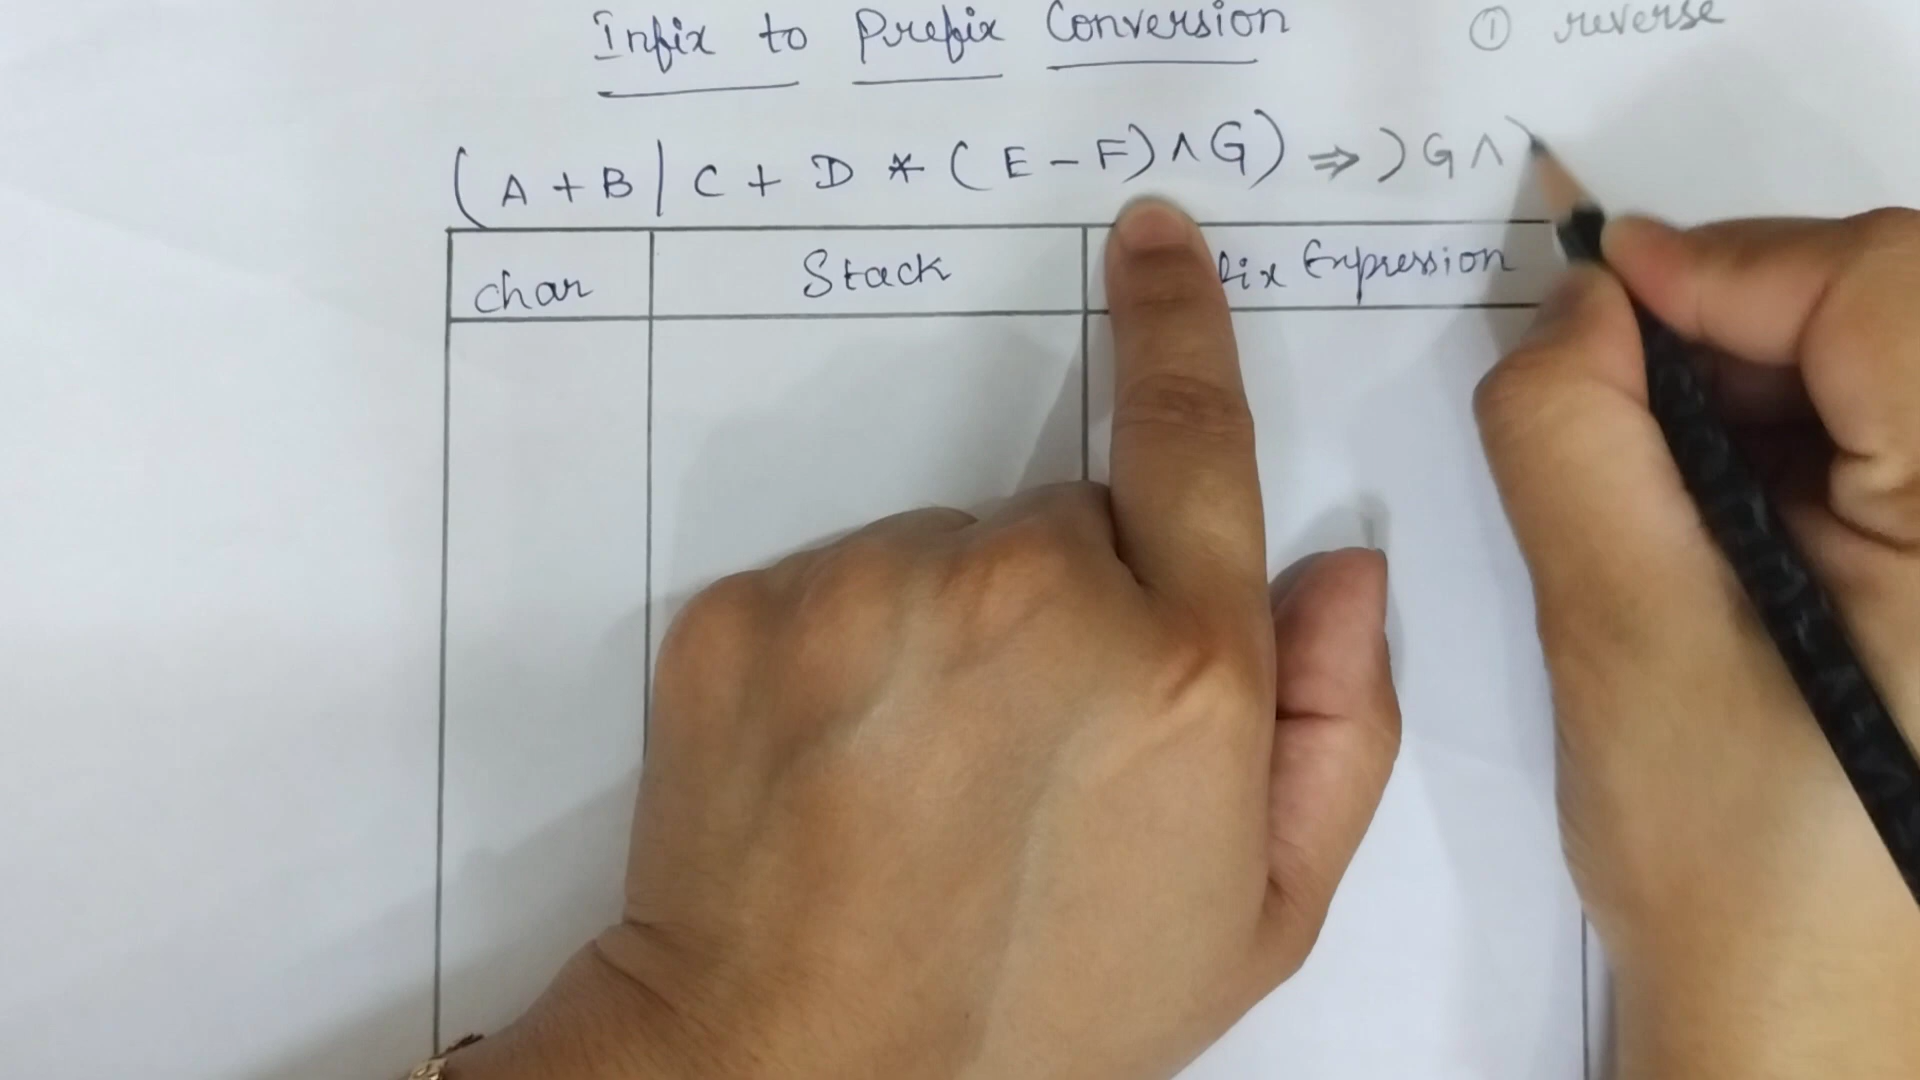 Infix to Prefix Conversion
① reverse
(A + B / C + D * (E - F) ^ G) ⇒ ) G ^ )
char Stack Expression